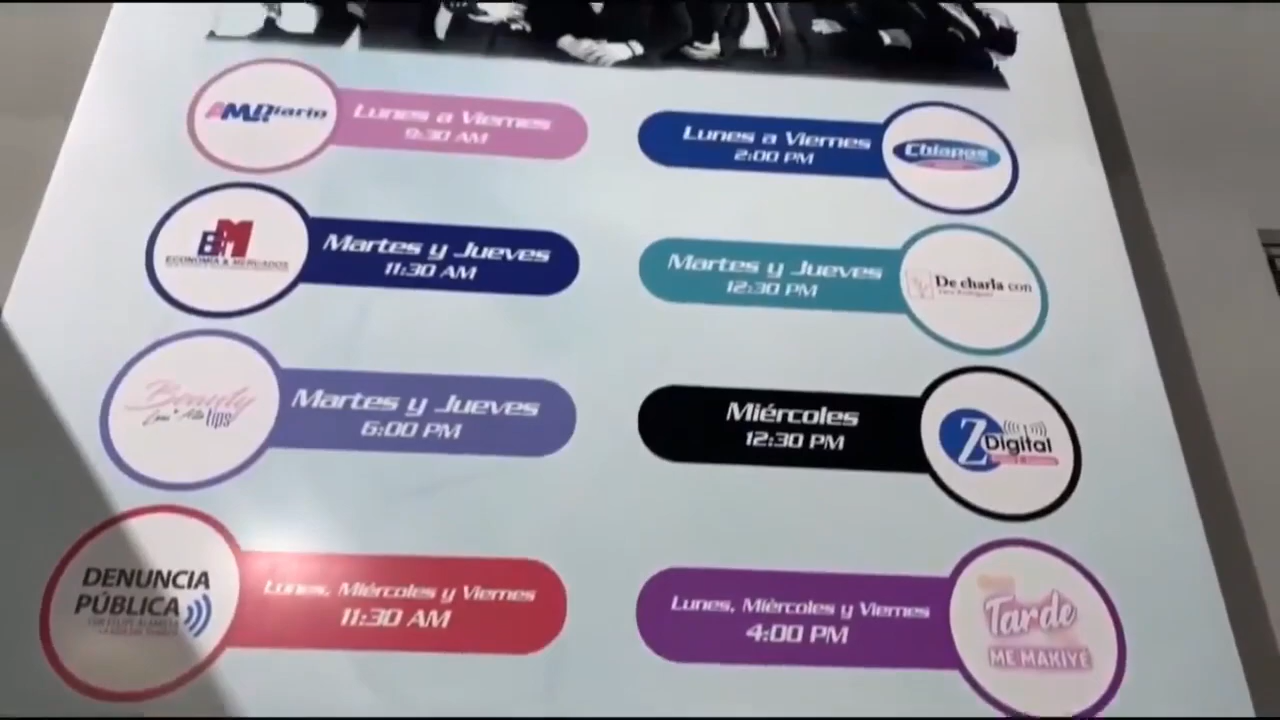 AMDiario
Lunes a Viernes
9:30 AM
Lunes a Viernes
2:00 PM
Chiapas
EM
ECONOMÍA & MERCADOS
Martes y Jueves
11:30 AM
Martes y Jueves
12:30 PM
De charla con
Beauty
tips
Martes y Jueves
6:00 PM
Miércoles
12:30 PM
Z Digital
DENUNCIA
PÚBLICA
Lunes, Miércoles y Viernes
11:30 AM
Lunes, Miércoles y Viernes
4:00 PM
Tarde
ME MAKIYÉ